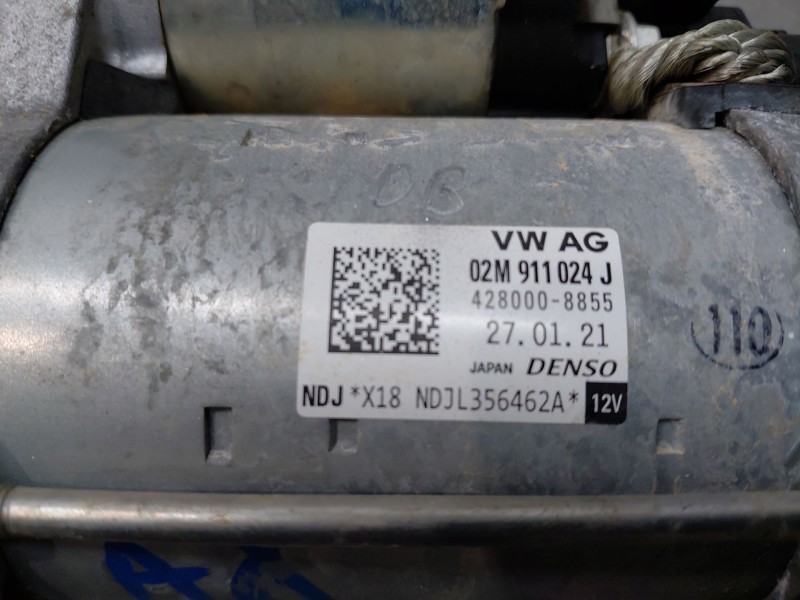 DB
VW AG
02M 911 024 J
428000-8855
27.01.21
JAPAN DENSO
NDJ *X18 NDJL356462A* 12V
110